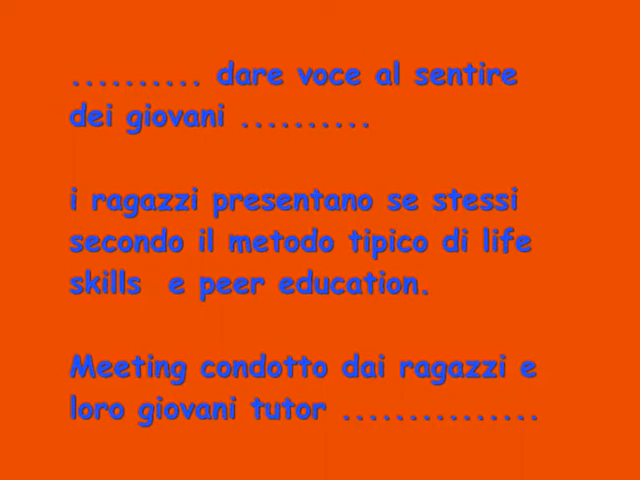 .......... dare voce al sentire
dei giovani ..........
i ragazzi presentano se stessi
secondo il metodo tipico di life
skills  e peer education.
Meeting condotto dai ragazzi e
loro giovani tutor ...............